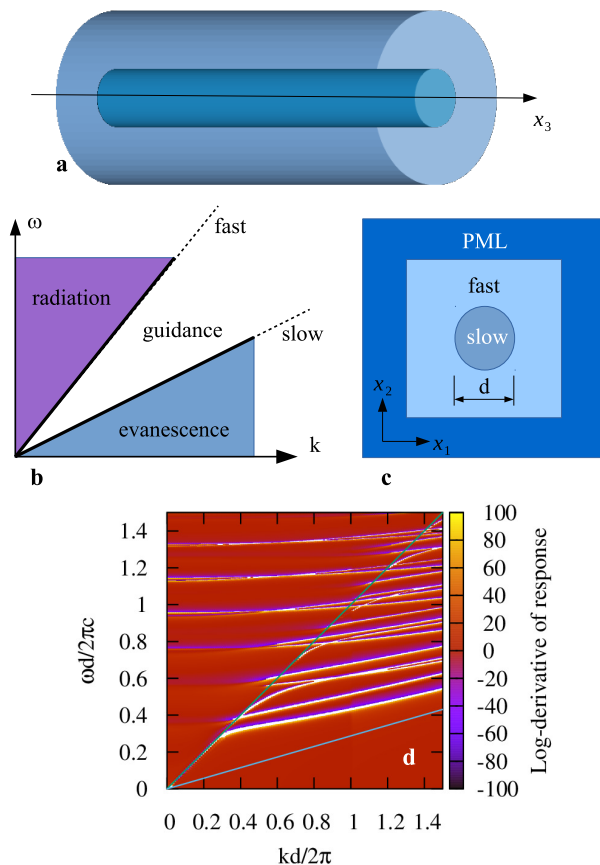 x₃
a
ω
fast
radiation
guidance
slow
evanescence
k
b
PML
fast
slow
d
x₂
x₁
c
1.4
1.2
1
0.8
0.6
0.4
0.2
0
ωd/2πc
d
0 0.2 0.4 0.6 0.8 1 1.2 1.4
kd/2π
100
80
60
40
20
0
-20
-40
-60
-80
-100
Log-derivative of response